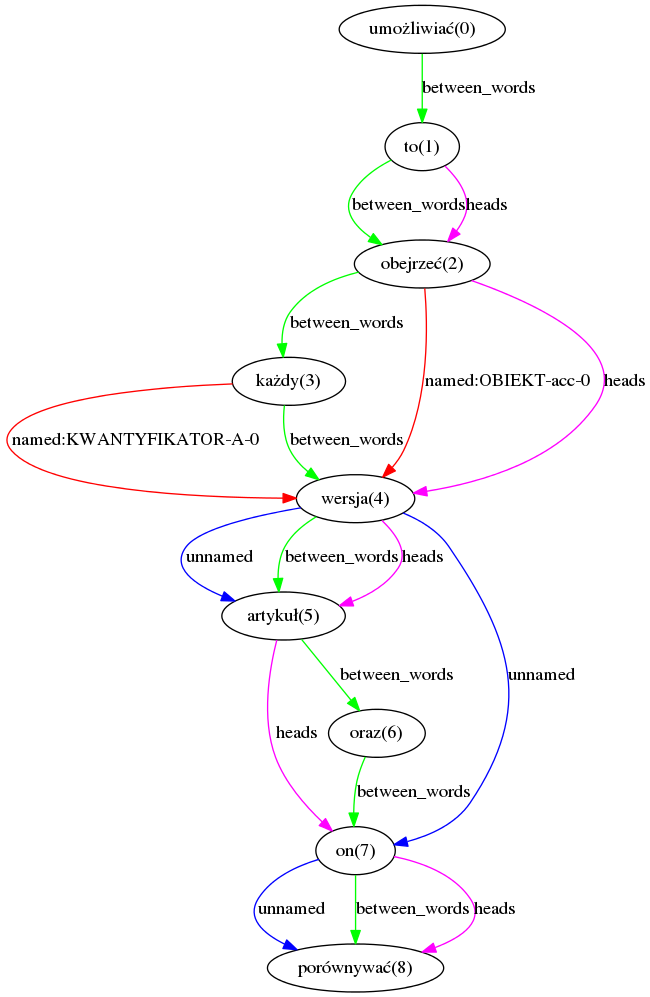 umożliwiać(0)
between_words
to(1)
between_words heads
obejrzeć(2)
between_words
każdy(3) named:OBIEKT-acc-0 heads
named:KWANTYFIKATOR-A-0 between_words
wersja(4)
unnamed between_words heads
artykuł(5)
between_words unnamed
heads oraz(6)
between_words
on(7)
unnamed between_words heads
porównywać(8)